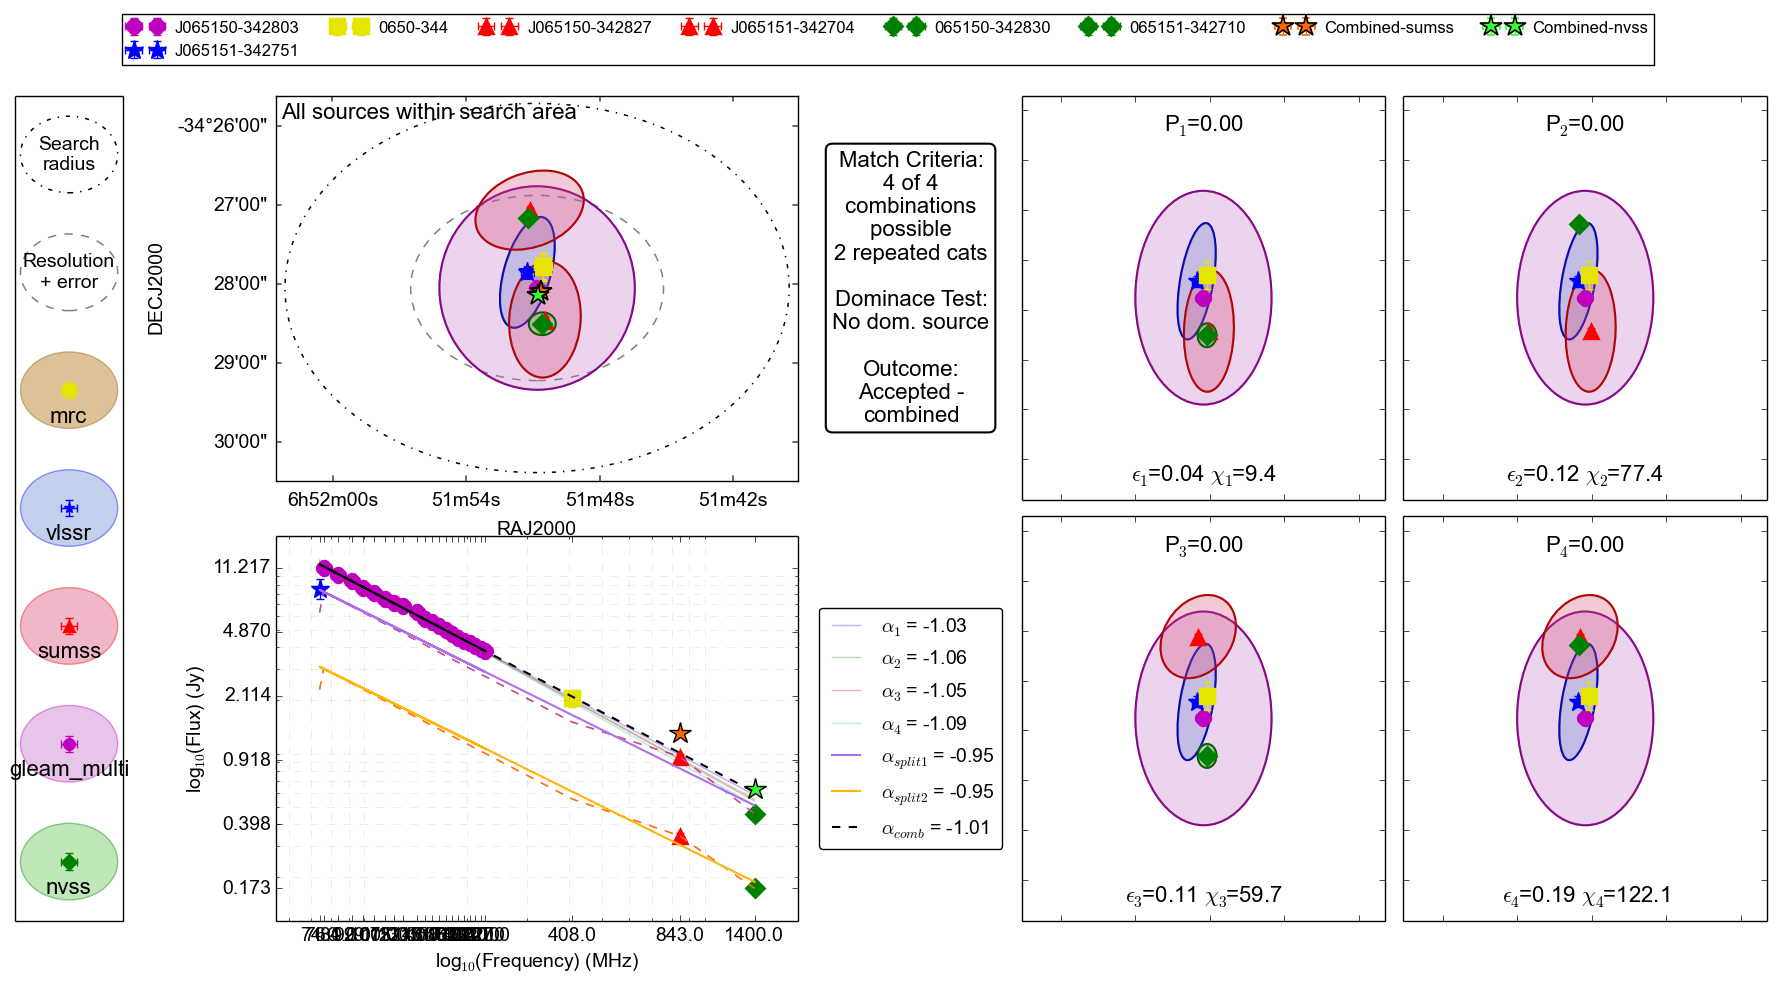 J065150-342803
0650-344
J065150-342827
J065151-342704
065150-342830
065151-342710
Combined-sumss
Combined-nvss
J065151-342751
Search
radius
Resolution
+ error
mrc
vlssr
sumss
gleam_multi
nvss
All sources within search area
DECJ2000
-34°26'00"
27'00"
28'00"
29'00"
30'00"
6h52m00s
51m54s
51m48s
51m42s
RAJ2000
Match Criteria:
4 of 4
combinations
possible
2 repeated cats
Dominace Test:
No dom. source
Outcome:
Accepted -
combined
P1=0.00
ϵ1=0.04 χ1=9.4
P2=0.00
ϵ2=0.12 χ2=77.4
P3=0.00
ϵ3=0.11 χ3=59.7
P4=0.00
ϵ4=0.19 χ4=122.1
log10(Flux) (Jy)
11.217
4.870
2.114
0.918
0.398
0.173
408.0
843.0
1400.0
log10(Frequency) (MHz)
α1 = -1.03
α2 = -1.06
α3 = -1.05
α4 = -1.09
αsplit1 = -0.95
αsplit2 = -0.95
αcomb = -1.01